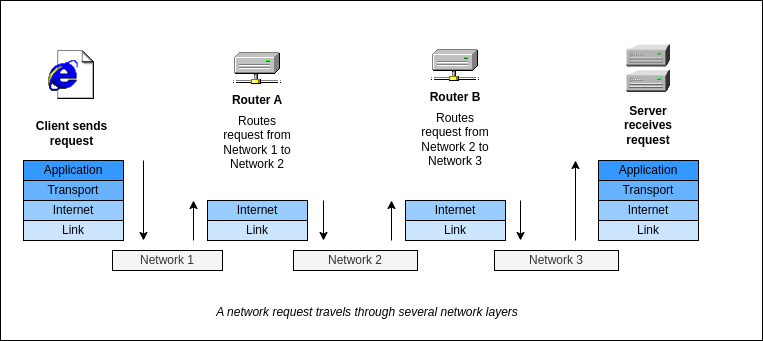 Client sends
request
Router A
Routes
request from
Network 1 to
Network 2
Router B
Routes
request from
Network 2 to
Network 3
Server
receives
request
Application
Transport
Internet
Link
Internet
Link
Internet
Link
Application
Transport
Internet
Link
Network 1
Network 2
Network 3
A network request travels through several network layers